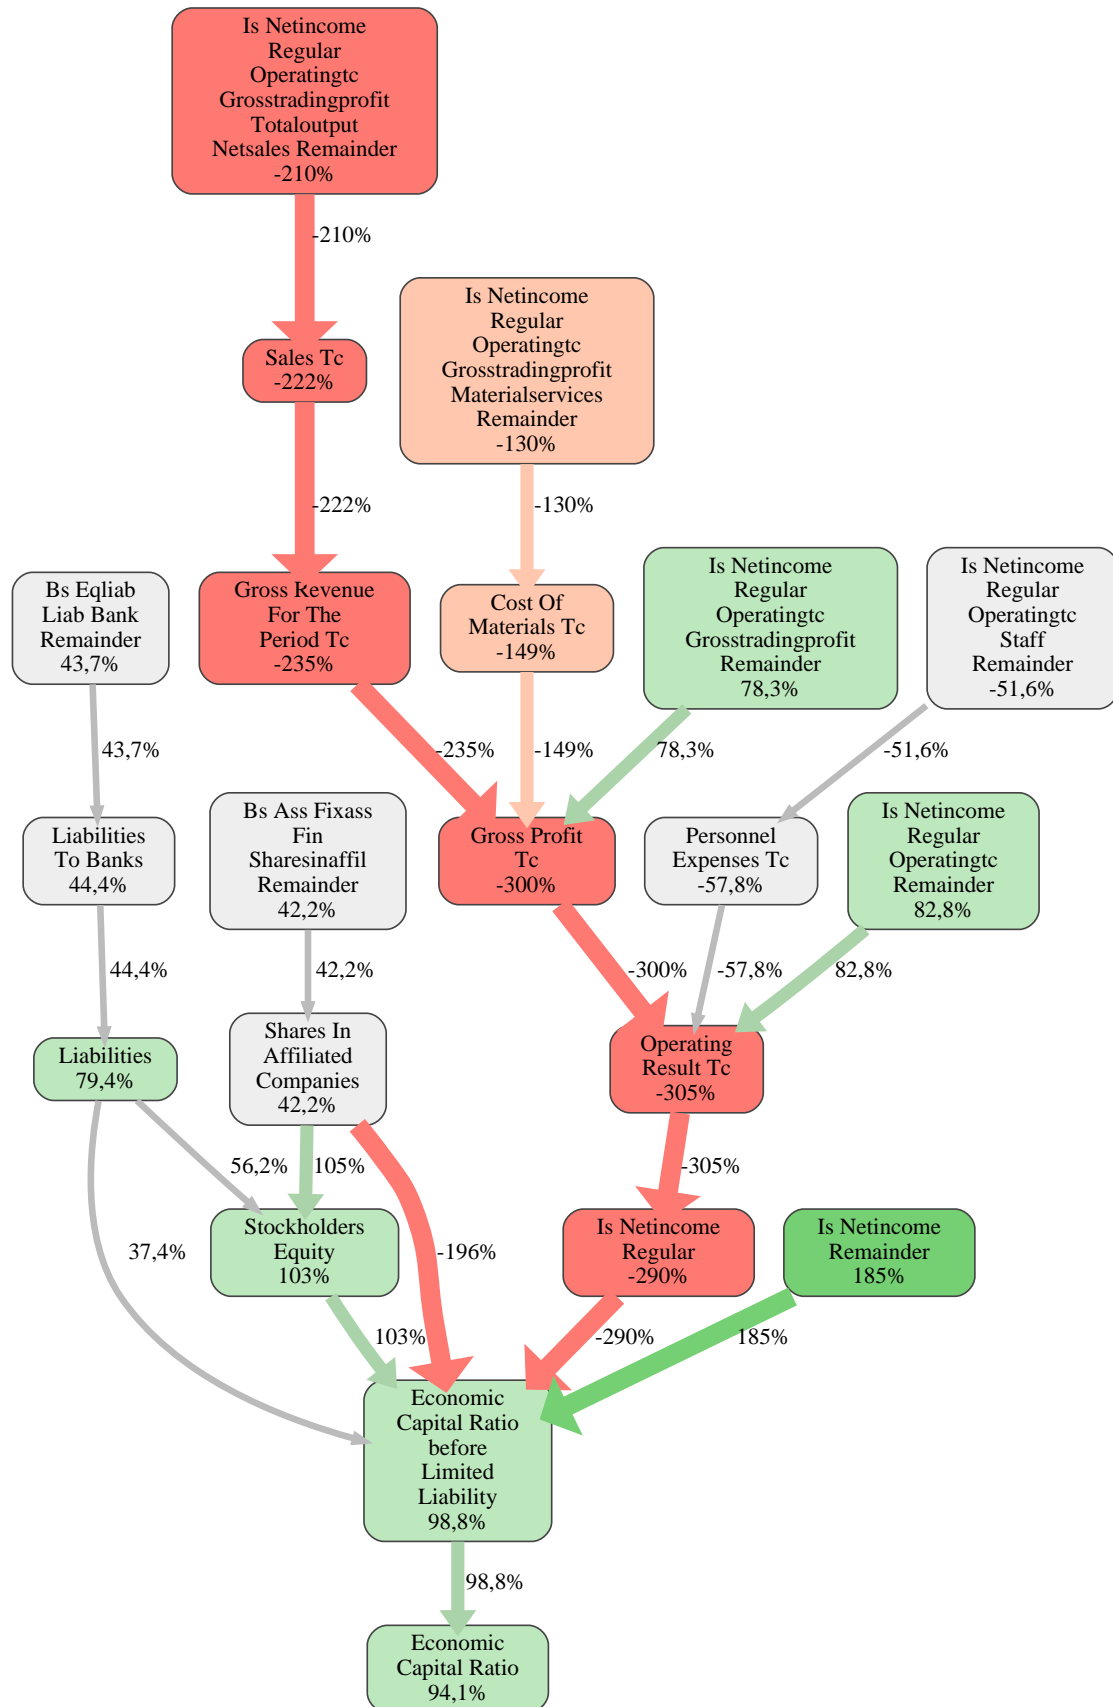 Is Netincome
Regular
Operatingtc
Grosstradingprofit
Totaloutput
Netsales Remainder
-210%
-210%
Is Netincome
Regular
Operatingtc
Grosstradingprofit
Materialservices
Remainder
-130%
Sales Tc
-222%
-222%
-130%
Bs Eqliab
Liab Bank
Remainder
43,7%
Gross Revenue
For The
Period Tc
-235%
Cost Of
Materials Tc
-149%
Is Netincome
Regular
Operatingtc
Grosstradingprofit
Remainder
78,3%
Is Netincome
Regular
Operatingtc
Staff
Remainder
-51,6%
43,7%
-235%
-149%
78,3%
-51,6%
Liabilities
To Banks
44,4%
Bs Ass Fixass
Fin
Sharesinaffil
Remainder
42,2%
Gross Profit
Tc
-300%
Personnel
Expenses Tc
-57,8%
Is Netincome
Regular
Operatingtc
Remainder
82,8%
44,4%
42,2%
-300%
-57,8%
82,8%
Liabilities
79,4%
Shares In
Affiliated
Companies
42,2%
Operating
Result Tc
-305%
56,2%
105%
-305%
37,4%
Stockholders
Equity
103%
-196%
Is Netincome
Regular
-290%
Is Netincome
Remainder
185%
103%
-290%
185%
Economic
Capital Ratio
before
Limited
Liability
98,8%
98,8%
Economic
Capital Ratio
94,1%